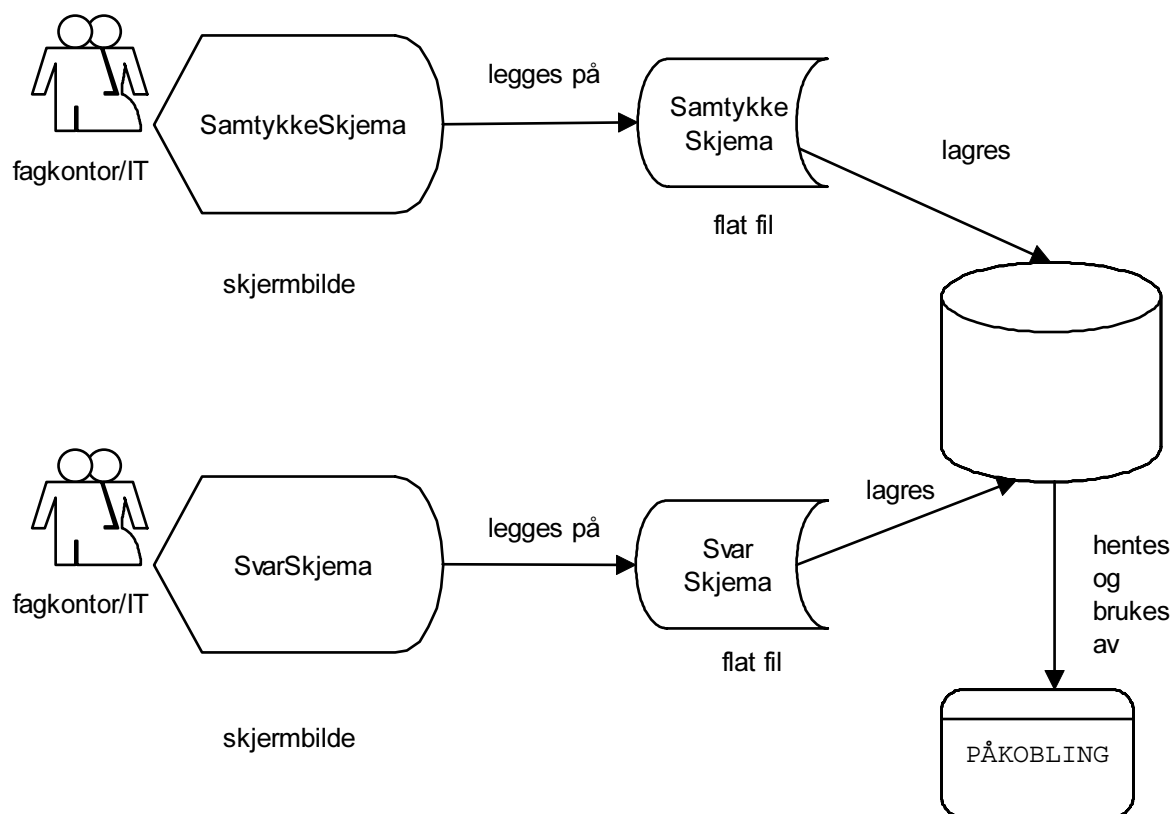 legges på
SamtykkeSkjema
Samtykke
Skjema
lagres
fagkontor/IT
flat fil
skjermbilde
legges på
lagres
SvarSkjema
Svar
Skjema
hentes
og
brukes
av
fagkontor/IT
flat fil
skjermbilde
PÅKOBLING